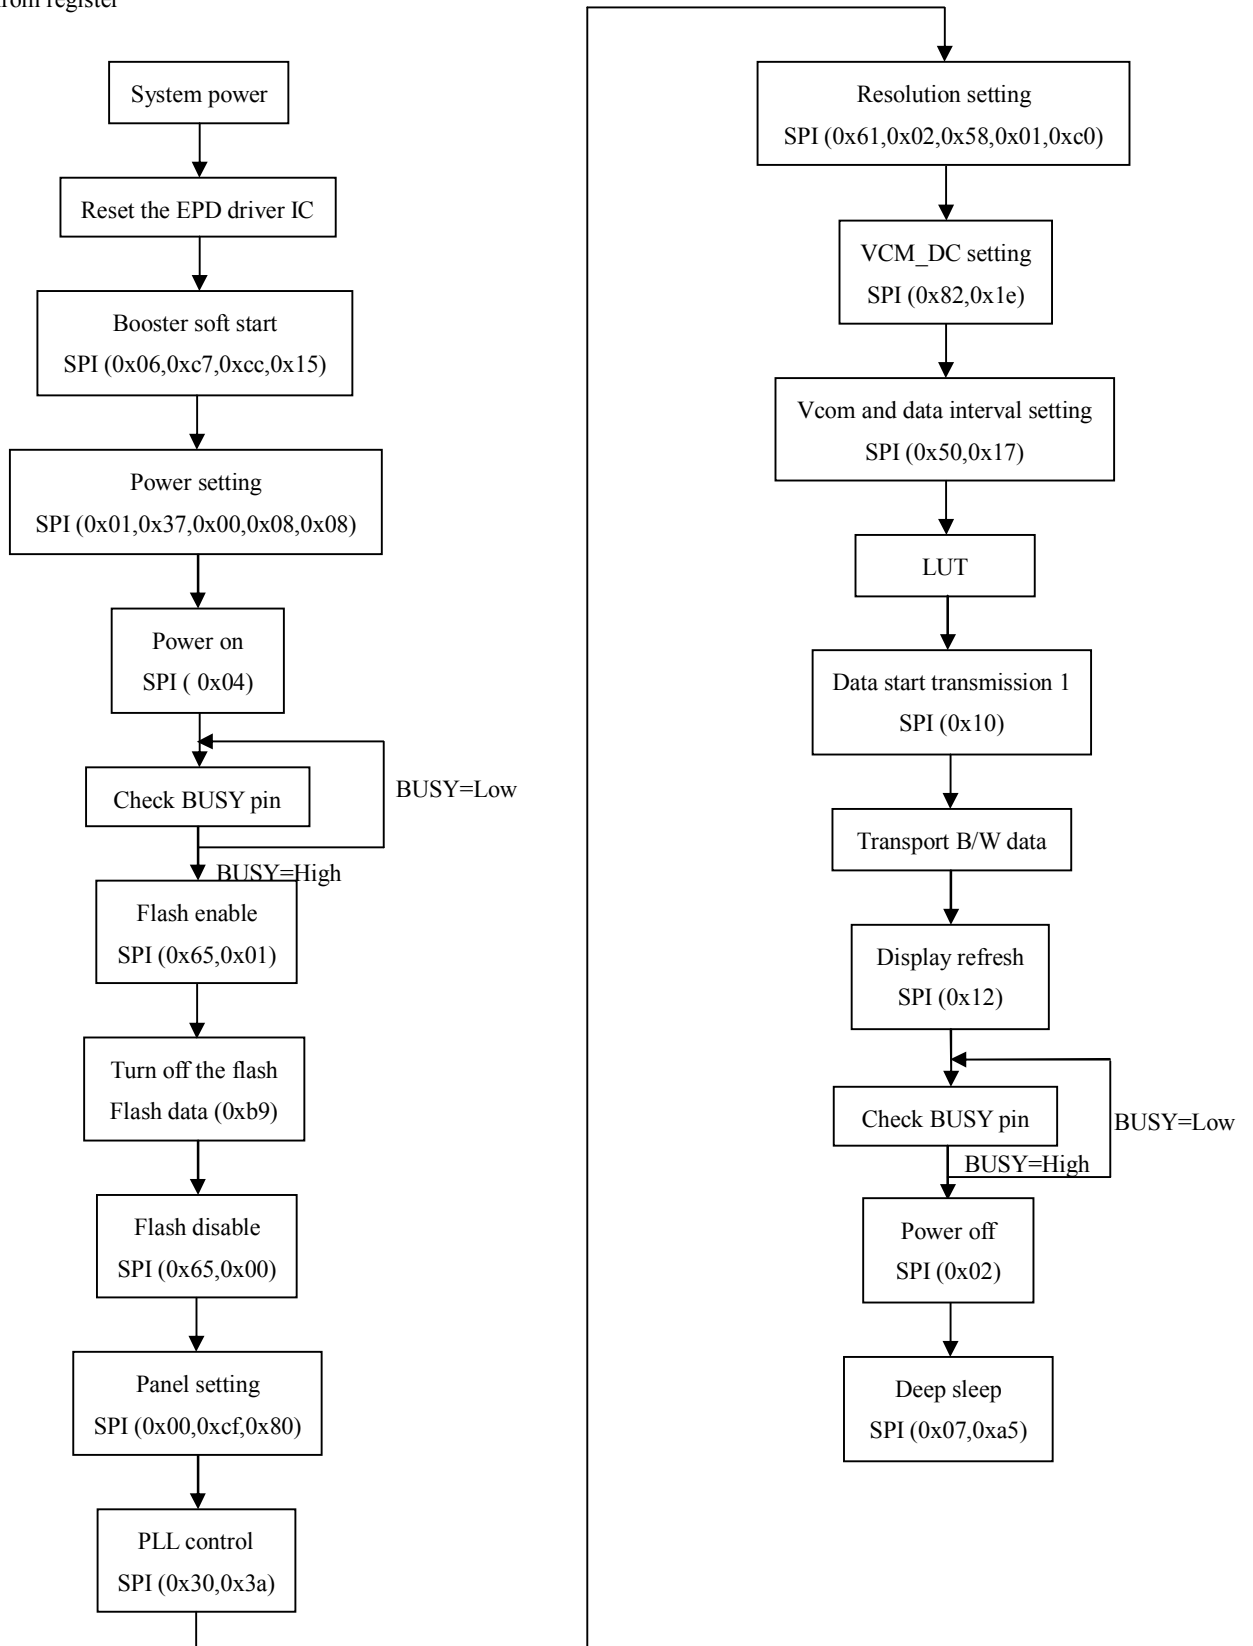 from register
System power
Reset the EPD driver IC
Booster soft start
SPI (0x06,0xc7,0xcc,0x15)
Power setting
SPI (0x01,0x37,0x00,0x08,0x08)
Power on
SPI ( 0x04)
Check BUSY pin
BUSY=Low
BUSY=High
Flash enable
SPI (0x65,0x01)
Turn off the flash
Flash data (0xb9)
Flash disable
SPI (0x65,0x00)
Panel setting
SPI (0x00,0xcf,0x80)
PLL control
SPI (0x30,0x3a)
Resolution setting
SPI (0x61,0x02,0x58,0x01,0xc0)
VCM_DC setting
SPI (0x82,0x1e)
Vcom and data interval setting
SPI (0x50,0x17)
LUT
Data start transmission 1
SPI (0x10)
Transport B/W data
Display refresh
SPI (0x12)
Check BUSY pin
BUSY=Low
BUSY=High
Power off
SPI (0x02)
Deep sleep
SPI (0x07,0xa5)